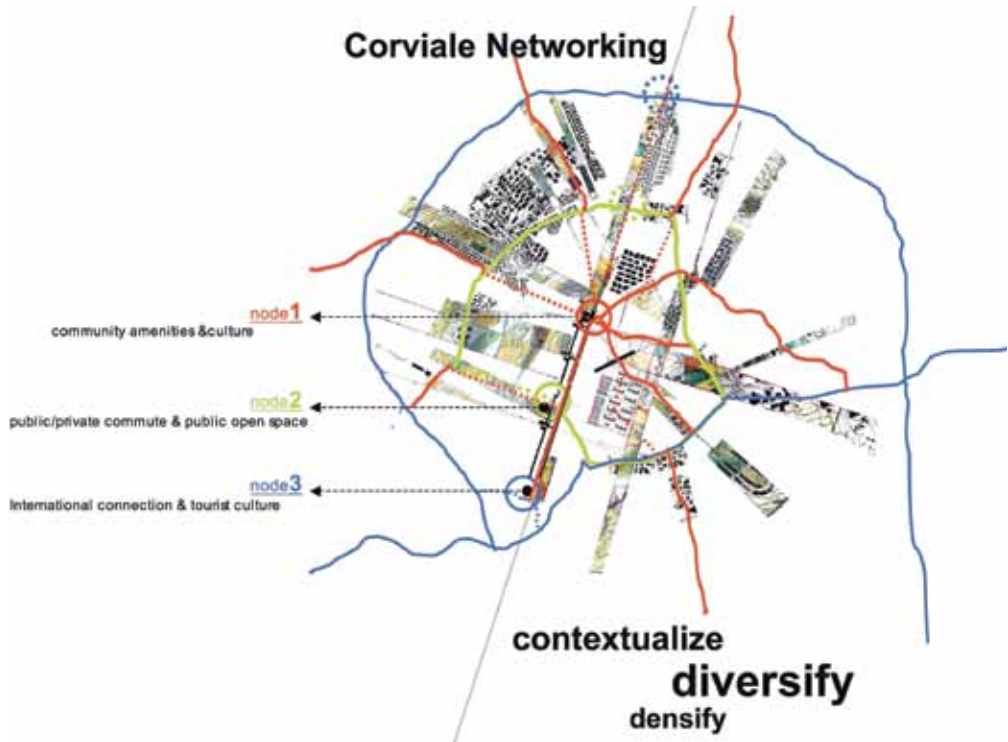 Corviale Networking
node1
community amenities &culture
node2
public/private commute & public open space
node3
International connection & tourist culture
contextualize
diversify
densify